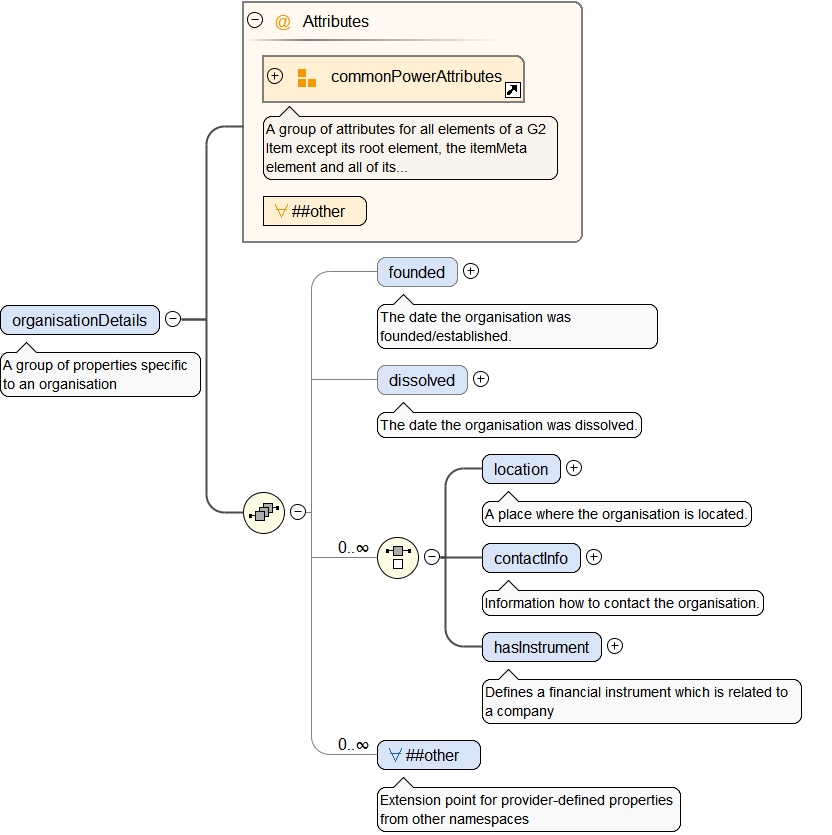 @ Attributes
commonPowerAttributes
A group of attributes for all elements of a G2
Item except its root element, the itemMeta
element and all of its...
##other
founded
The date the organisation was
founded/established.
organisationDetails
A group of properties specific
to an organisation
dissolved
The date the organisation was dissolved.
location
A place where the organisation is located.
0..∞
contactInfo
Information how to contact the organisation.
hasInstrument
Defines a financial instrument which is related to
a company
0..∞
##other
Extension point for provider-defined properties
from other namespaces